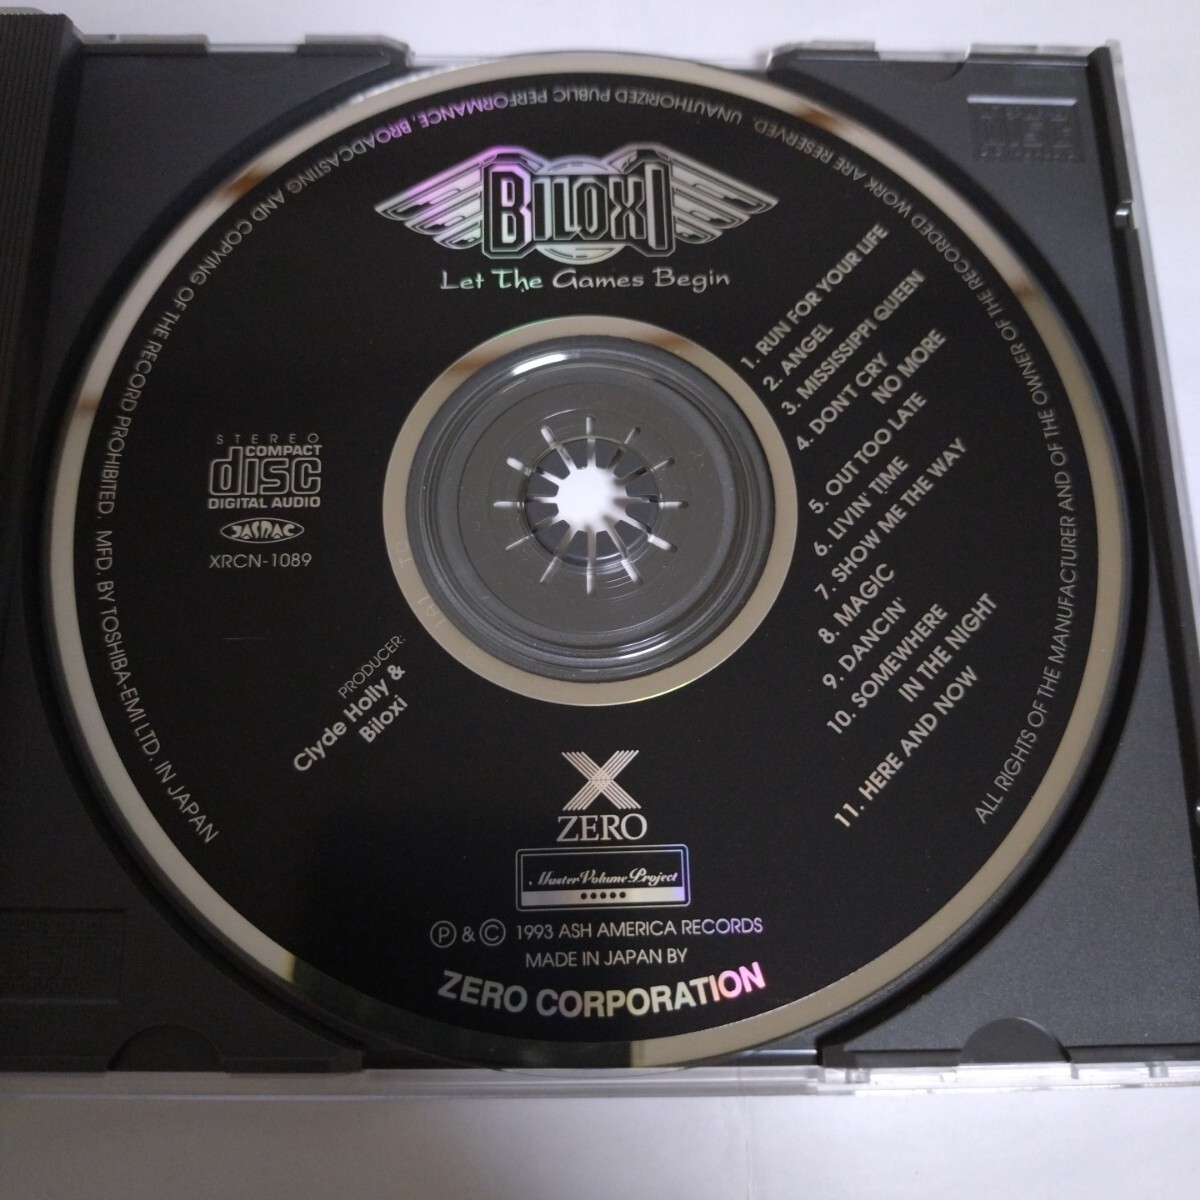 BILOXI
Let The Games Begin
1. RUN FOR YOUR LIFE
2. ANGEL
3. MISSISSIPPI QUEEN
4. DON'T CRY
NO MORE
5. OUT TOO LATE
6. LIVIN' TIME
7. SHOW ME THE WAY
8. MAGIC
9. DANCIN'
10. SOMEWHERE
IN THE NIGHT
11. HERE AND NOW
STEREO
COMPACT
disc
DIGITAL AUDIO
JASRAC
XRCN-1089
PRODUCER:
Clyde Holly &
Biloxi
X
ZERO
Master Volume Project
Ⓟ & © 1993 ASH AMERICA RECORDS
MADE IN JAPAN BY
ZERO CORPORATION
ALL RIGHTS OF THE MANUFACTURER AND OF THE OWNER OF THE RECORDED WORK ARE RESERVED. UNAUTHORIZED PUBLIC PERFORMANCE, BROADCASTING AND COPYING OF THE RECORD PROHIBITED. MFD. BY TOSHIBA-EMI LTD. IN JAPAN